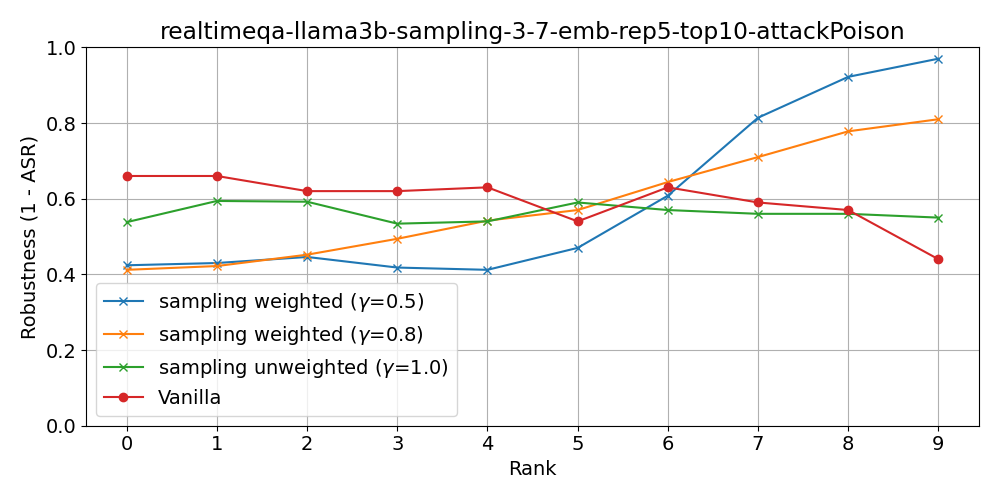 realtimeqa-llama3b-sampling-3-7-emb-rep5-top10-attackPoison
Robustness (1 - ASR)
1.0
0.8
0.6
0.4
0.2
0.0
sampling weighted (γ=0.5)
sampling weighted (γ=0.8)
sampling unweighted (γ=1.0)
Vanilla
0 1 2 3 4 5 6 7 8 9
Rank